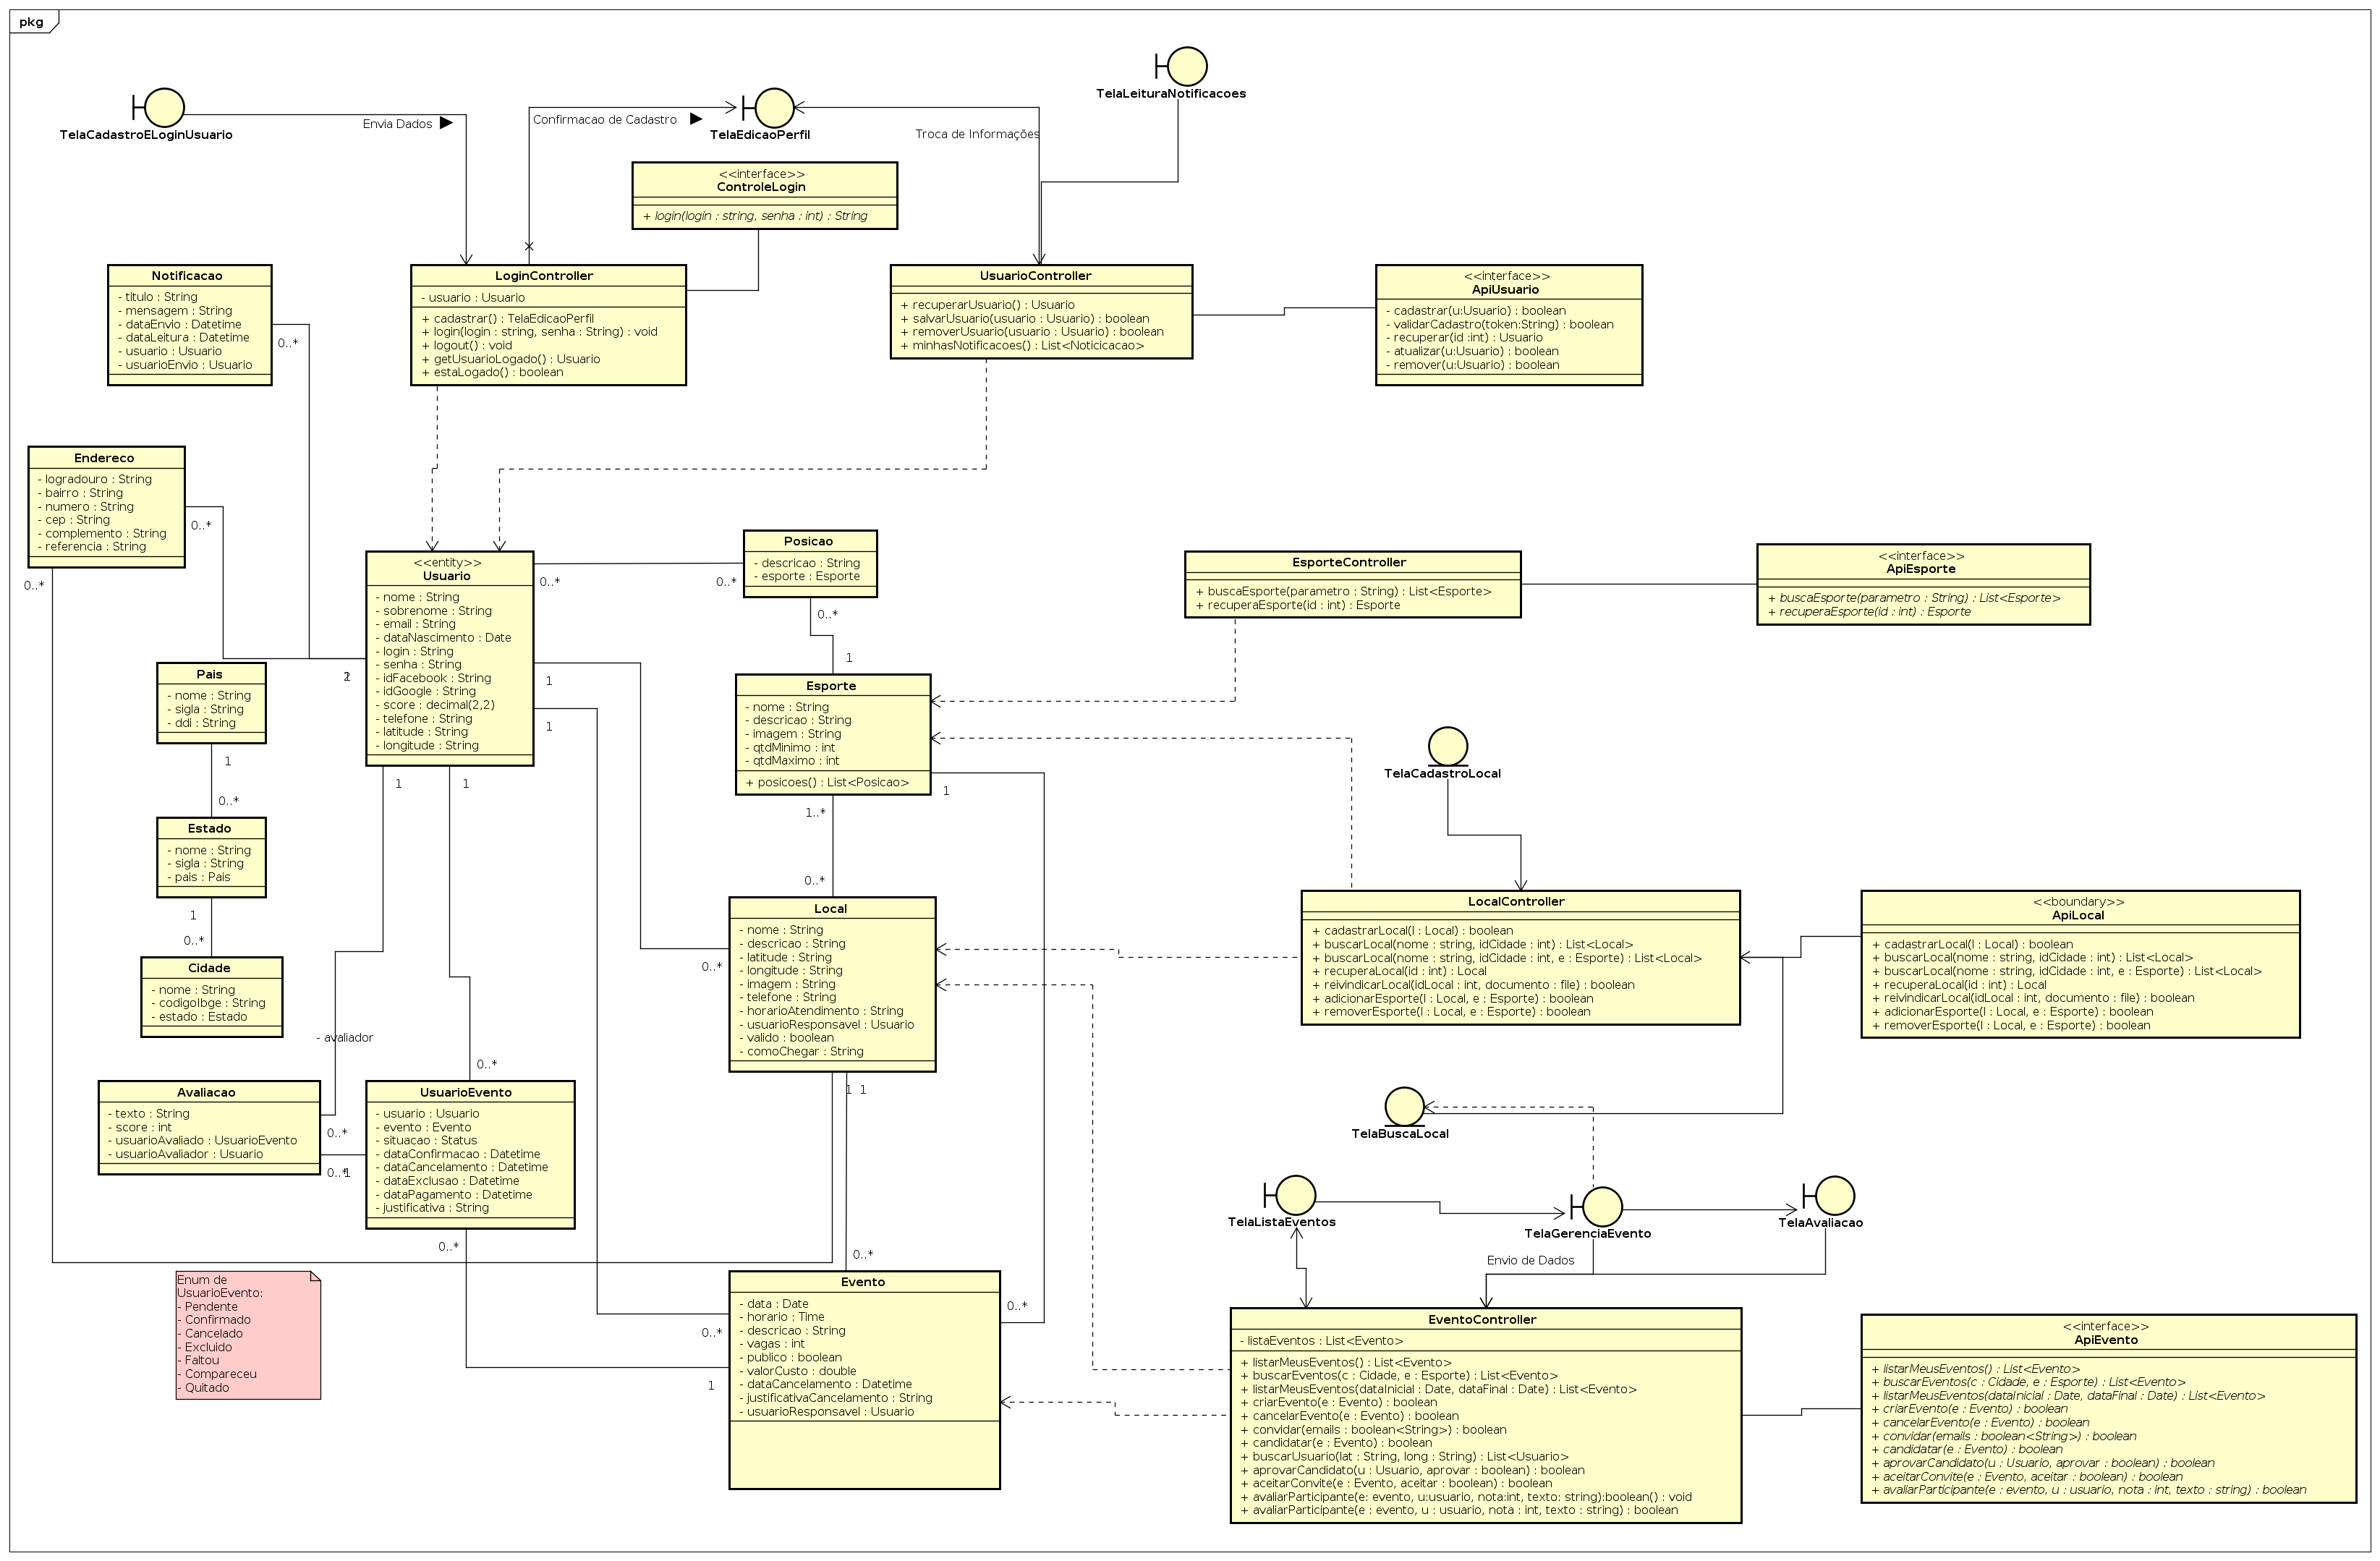 pkg
TelaLeituraNotificacoes
TelaCadastroELoginUsuario
Envia Dados
Confirmacao de Cadastro
TelaEdicaoPerfil
Troca de Informações
<<interface>>
ControleLogin
+ login(login : string, senha : int) : String
Notificacao
- titulo : String
- mensagem : String
- dataEnvio : Datetime
- dataLeitura : Datetime
- usuario : Usuario
- usuarioEnvio : Usuario
0..*
LoginController
- usuario : Usuario
+ cadastrar() : TelaEdicaoPerfil
+ login(login : string, senha : String) : void
+ logout() : void
+ getUsuarioLogado() : Usuario
+ estaLogado() : boolean
UsuarioController
+ recuperarUsuario() : Usuario
+ salvarUsuario(usuario : Usuario) : boolean
+ removerUsuario(usuario : Usuario) : boolean
+ minhasNotificacoes() : List<Noticicacao>
<<interface>>
ApiUsuario
- cadastrar(u:Usuario) : boolean
- validarCadastro(token:String) : boolean
- recuperar(id :int) : Usuario
- atualizar(u:Usuario) : boolean
- remover(u:Usuario) : boolean
Endereco
- logradouro : String
- bairro : String
- numero : String
- cep : String
- complemento : String
- referencia : String
0..*
0..*
<<entity>>
Usuario
- nome : String
- sobrenome : String
- email : String
- dataNascimento : Date
- login : String
- senha : String
- idFacebook : String
- idGoogle : String
- score : decimal(2,2)
- telefone : String
- latitude : String
- longitude : String
0..*
0..*
1
1
1
1
Posicao
- descricao : String
- esporte : Esporte
0..*
1
Esporte
- nome : String
- descricao : String
- imagem : String
- qtdMinimo : int
- qtdMaximo : int
+ posicoes() : List<Posicao>
1
1..*
0..*
EsporteController
+ buscaEsporte(parametro : String) : List<Esporte>
+ recuperaEsporte(id : int) : Esporte
<<interface>>
ApiEsporte
+ buscaEsporte(parametro : String) : List<Esporte>
+ recuperaEsporte(id : int) : Esporte
Pais
- nome : String
- sigla : String
- ddi : String
1
0..*
Estado
- nome : String
- sigla : String
- pais : Pais
1
0..*
Cidade
- nome : String
- codigoIbge : String
- estado : Estado
- avaliador
TelaCadastroLocal
Local
- nome : String
- descricao : String
- latitude : String
- longitude : String
- imagem : String
- telefone : String
- horarioAtendimento : String
- usuarioResponsavel : Usuario
- valido : boolean
- comoChegar : String
0..*
1 1
LocalController
+ cadastrarLocal(l : Local) : boolean
+ buscarLocal(nome : string, idCidade : int) : List<Local>
+ buscarLocal(nome : string, idCidade : int, e : Esporte) : List<Local>
+ recuperaLocal(id : int) : Local
+ reivindicarLocal(idLocal : int, documento : file) : boolean
+ adicionarEsporte(l : Local, e : Esporte) : boolean
+ removerEsporte(l : Local, e : Esporte) : boolean
<<boundary>>
ApiLocal
+ cadastrarLocal(l : Local) : boolean
+ buscarLocal(nome : string, idCidade : int) : List<Local>
+ buscarLocal(nome : string, idCidade : int, e : Esporte) : List<Local>
+ recuperaLocal(id : int) : Local
+ reivindicarLocal(idLocal : int, documento : file) : boolean
+ adicionarEsporte(l : Local, e : Esporte) : boolean
+ removerEsporte(l : Local, e : Esporte) : boolean
Avaliacao
- texto : String
- score : int
- usuarioAvaliado : UsuarioEvento
- usuarioAvaliador : Usuario
0..*
0..*
1
0..*
UsuarioEvento
- usuario : Usuario
- evento : Evento
- situacao : Status
- dataConfirmacao : Datetime
- dataCancelamento : Datetime
- dataExclusao : Datetime
- dataPagamento : Datetime
- justificativa : String
0..*
TelaBuscaLocal
TelaListaEventos
TelaGerenciaEvento
TelaAvaliacao
Envio de Dados
Enum de
UsuarioEvento:
- Pendente
- Confirmado
- Cancelado
- Excluido
- Faltou
- Compareceu
- Quitado
0..*
0..*
0..*
1
Evento
- data : Date
- horario : Time
- descricao : String
- vagas : int
- publico : boolean
- valorCusto : double
- dataCancelamento : Datetime
- justificativaCancelamento : String
- usuarioResponsavel : Usuario
EventoController
- listaEventos : List<Evento>
+ listarMeusEventos() : List<Evento>
+ buscarEventos(c : Cidade, e : Esporte) : List<Evento>
+ listarMeusEventos(dataInicial : Date, dataFinal : Date) : List<Evento>
+ criarEvento(e : Evento) : boolean
+ cancelarEvento(e : Evento) : boolean
+ convidar(emails : boolean<String>) : boolean
+ candidatar(e : Evento) : boolean
+ buscarUsuario(lat : String, long : String) : List<Usuario>
+ aprovarCandidato(u : Usuario, aprovar : boolean) : boolean
+ aceitarConvite(e : Evento, aceitar : boolean) : boolean
+ avaliarParticipante(e: evento, u:usuario, nota:int, texto: string):boolean() : void
+ avaliarParticipante(e : evento, u : usuario, nota : int, texto : string) : boolean
<<interface>>
ApiEvento
+ listarMeusEventos() : List<Evento>
+ buscarEventos(c : Cidade, e : Esporte) : List<Evento>
+ listarMeusEventos(dataInicial : Date, dataFinal : Date) : List<Evento>
+ criarEvento(e : Evento) : boolean
+ cancelarEvento(e : Evento) : boolean
+ convidar(emails : boolean<String>) : boolean
+ candidatar(e : Evento) : boolean
+ aprovarCandidato(u : Usuario, aprovar : boolean) : boolean
+ aceitarConvite(e : Evento, aceitar : boolean) : boolean
+ avaliarParticipante(e : evento, u : usuario, nota : int, texto : string) : boolean